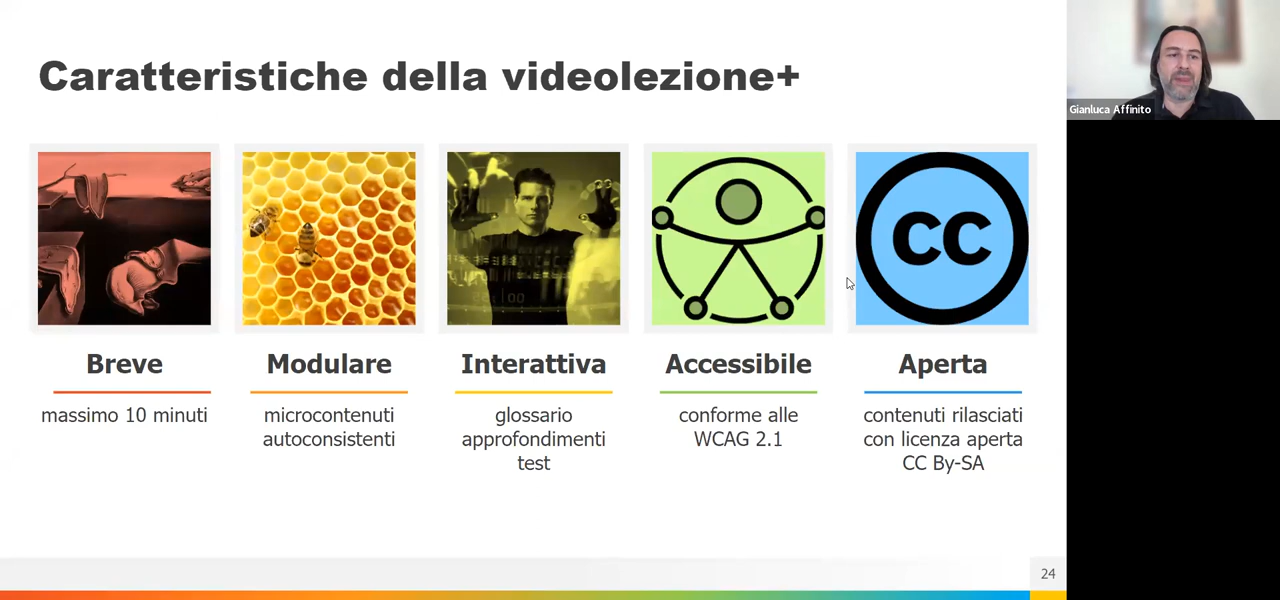 Caratteristiche della videolezione+
Gianluca Affinito
CC
Breve
massimo 10 minuti
Modulare
microcontenuti
autoconsistenti
Interattiva
glossario
approfondimenti
test
Accessibile
conforme alle
WCAG 2.1
Aperta
contenuti rilasciati
con licenza aperta
CC By-SA
24